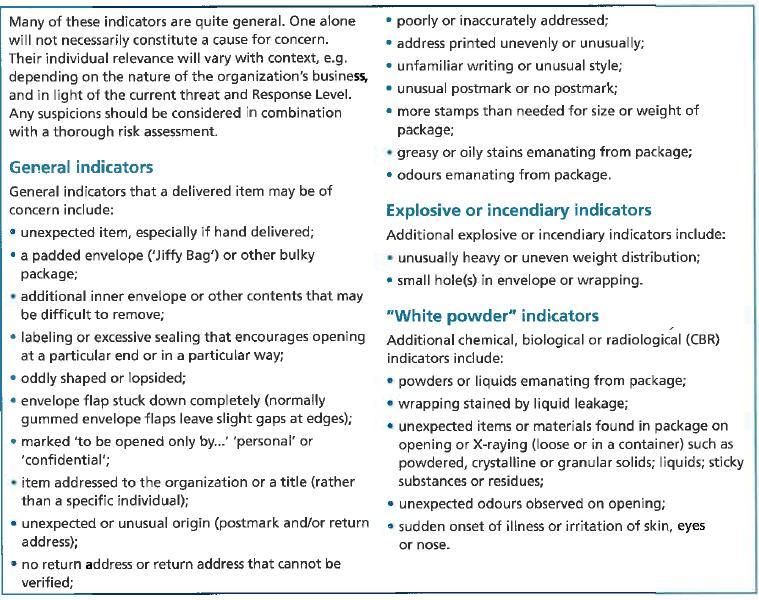 Many of these indicators are quite general. One alone
will not necessarily constitute a cause for concern.
Their individual relevance will vary with context, e.g.
depending on the nature of the organization's business,
and in light of the current threat and Response Level.
Any suspicions should be considered in combination
with a thorough risk assessment.
General indicators
General indicators that a delivered item may be of
concern include:
• unexpected item, especially if hand delivered;
• a padded envelope ('Jiffy Bag') or other bulky
package;
• additional inner envelope or other contents that may
be difficult to remove;
• labeling or excessive sealing that encourages opening
at a particular end or in a particular way;
• oddly shaped or lopsided;
• envelope flap stuck down completely (normally
gummed envelope flaps leave slight gaps at edges);
• marked 'to be opened only by...' 'personal' or
'confidential';
• item addressed to the organization or a title (rather
than a specific individual);
• unexpected or unusual origin (postmark and/or return
address);
• no return address or return address that cannot be
verified;
• poorly or inaccurately addressed;
• address printed unevenly or unusually;
• unfamiliar writing or unusual style;
• unusual postmark or no postmark;
• more stamps than needed for size or weight of
package;
• greasy or oily stains emanating from package;
• odours emanating from package.
Explosive or incendiary indicators
Additional explosive or incendiary indicators include:
• unusually heavy or uneven weight distribution;
• small hole(s) in envelope or wrapping.
"White powder" indicators
Additional chemical, biological or radiological (CBR)
indicators include:
• powders or liquids emanating from package;
• wrapping stained by liquid leakage;
• unexpected items or materials found in package on
opening or X-raying (loose or in a container) such as
powdered, crystalline or granular solids; liquids; sticky
substances or residues;
• unexpected odours observed on opening;
• sudden onset of illness or irritation of skin, eyes
or nose.